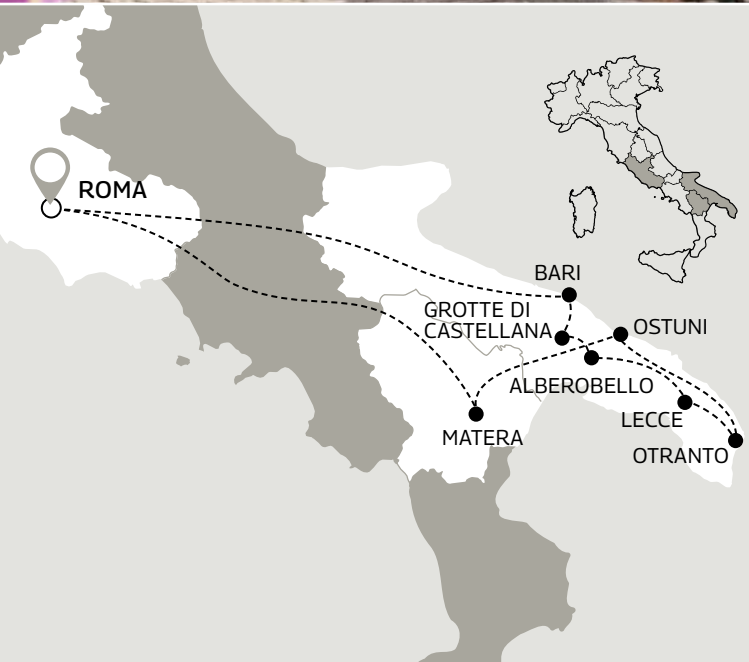 ROMA
BARI
GROTTE DI
CASTELLANA
OSTUNI
ALBEROBELLO
LECCE
MATERA
OTRANTO